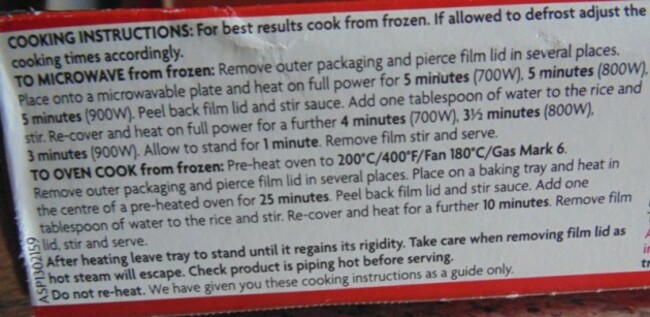 COOKING INSTRUCTIONS: For best results cook from frozen. If allowed to defrost adjust the
cooking times accordingly.
TO MICROWAVE from frozen: Remove outer packaging and pierce film lid in several places.
Place onto a microwavable plate and heat on full power for 5 minutes (700W), 5 minutes (800W),
5 minutes (900W). Peel back film lid and stir sauce. Add one tablespoon of water to the rice and
stir. Re-cover and heat on full power for a further 4 minutes (700W), 3½ minutes (800W),
3 minutes (900W). Allow to stand for 1 minute. Remove film stir and serve.
TO OVEN COOK from frozen: Pre-heat oven to 200°C/400°F/Fan 180°C/Gas Mark 6.
Remove outer packaging and pierce film lid in several places. Place on a baking tray and heat in
the centre of a pre-heated oven for 25 minutes. Peel back film lid and stir sauce. Add one
tablespoon of water to the rice and stir. Re-cover and heat for a further 10 minutes. Remove film
lid, stir and serve.
After heating leave tray to stand until it regains its rigidity. Take care when removing film lid as
hot steam will escape. Check product is piping hot before serving.
Do not re-heat. We have given you these cooking instructions as a guide only.
ASP1302159